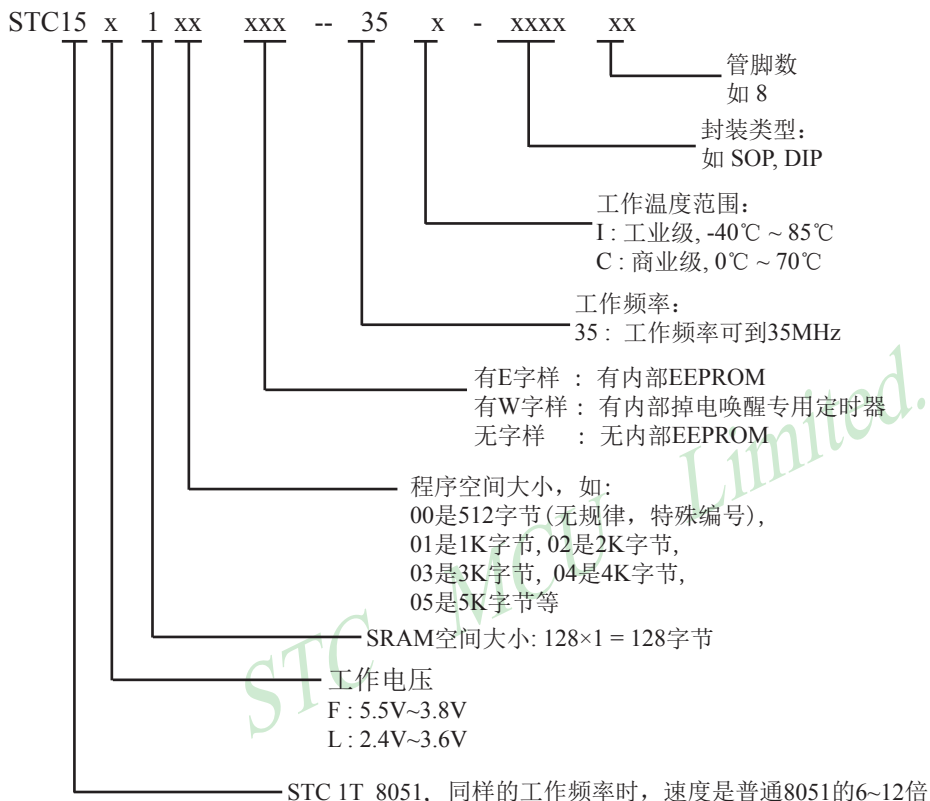 STC15 x 1 xx xxx -- 35 x - xxxx xx
管脚数
如 8
封装类型：
如 SOP, DIP
工作温度范围：
I : 工业级, -40℃ ~ 85℃
C : 商业级, 0℃ ~ 70℃
工作频率：
35 : 工作频率可到35MHz
有E字样 : 有内部EEPROM
有W字样 : 有内部掉电唤醒专用定时器
无字样 : 无内部EEPROM
程序空间大小，如：
00是512字节(无规律，特殊编号),
01是1K字节, 02是2K字节,
03是3K字节, 04是4K字节,
05是5K字节等
SRAM空间大小: 128×1 = 128字节
工作电压
F : 5.5V~3.8V
L : 2.4V~3.6V
STC 1T 8051, 同样的工作频率时，速度是普通8051的6~12倍
STC MCU Limited.